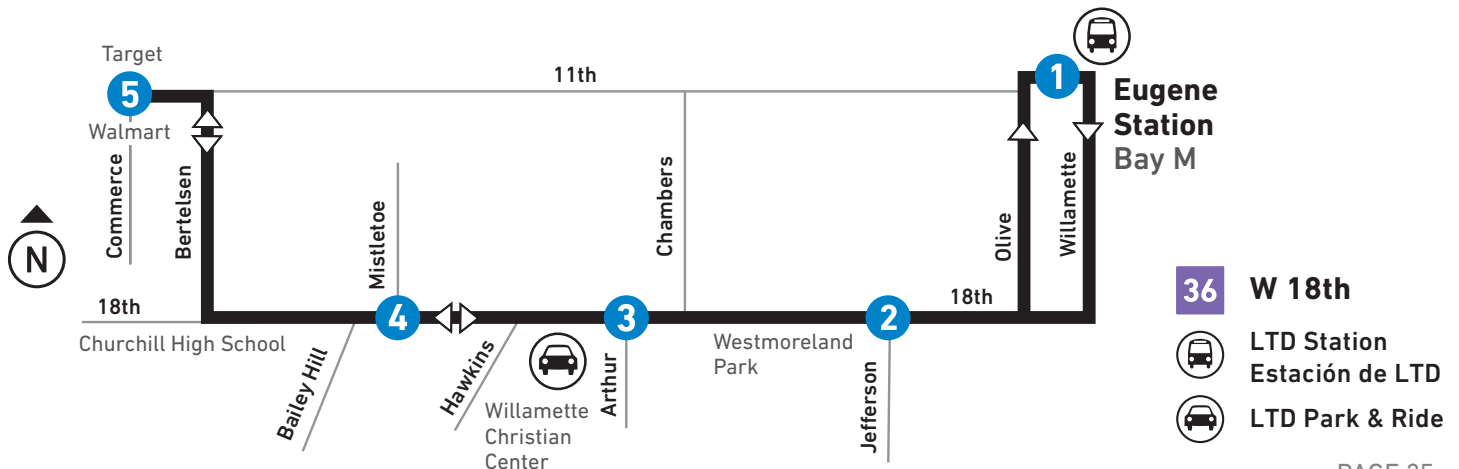 Target
5
Walmart
Commerce
Bertelsen
N
18th
Churchill High School
11th
Mistletoe
4
Bailey Hill
Hawkins
Willamette
Christian
Center
3
Arthur
Chambers
Westmoreland
Park
2
Jefferson
18th
Olive
Willamette
1
Eugene
Station
Bay M
36 W 18th
LTD Station
Estación de LTD
LTD Park & Ride